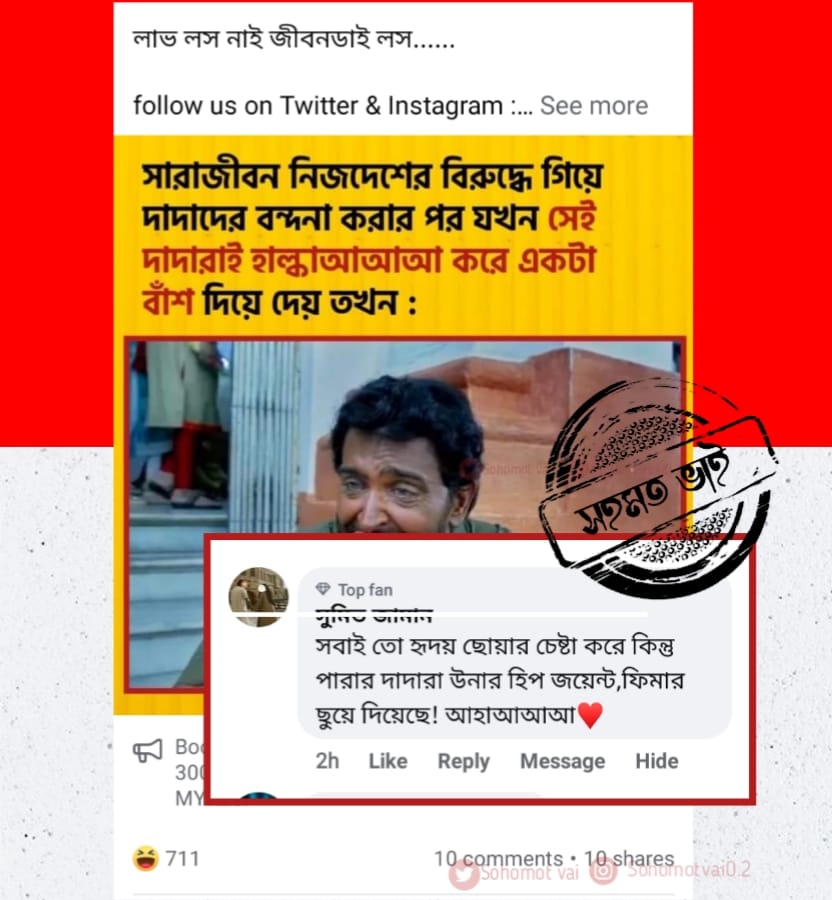 লাভ লস নাই জীবনডাই লস......
follow us on Twitter & Instagram :... See more
সারাজীবন নিজদেশের বিরুদ্ধে গিয়ে
দাদাদের বন্দনা করার পর যখন সেই
দাদারাই হাল্কাআআআ করে একটা
বাঁশ দিয়ে দেয় তখন :
সহমত ভাই
Top fan
সবাই তো হৃদয় ছোয়ার চেষ্টা করে কিন্তু
পারার দাদারা উনার হিপ জয়েন্ট,ফিমার
ছুয়ে দিয়েছে! আহাআআআা❤️
2h Like Reply Message Hide
300
MY
😆 711
10 comments • 10 shares
Sohomot vai Sohomotvai0.2